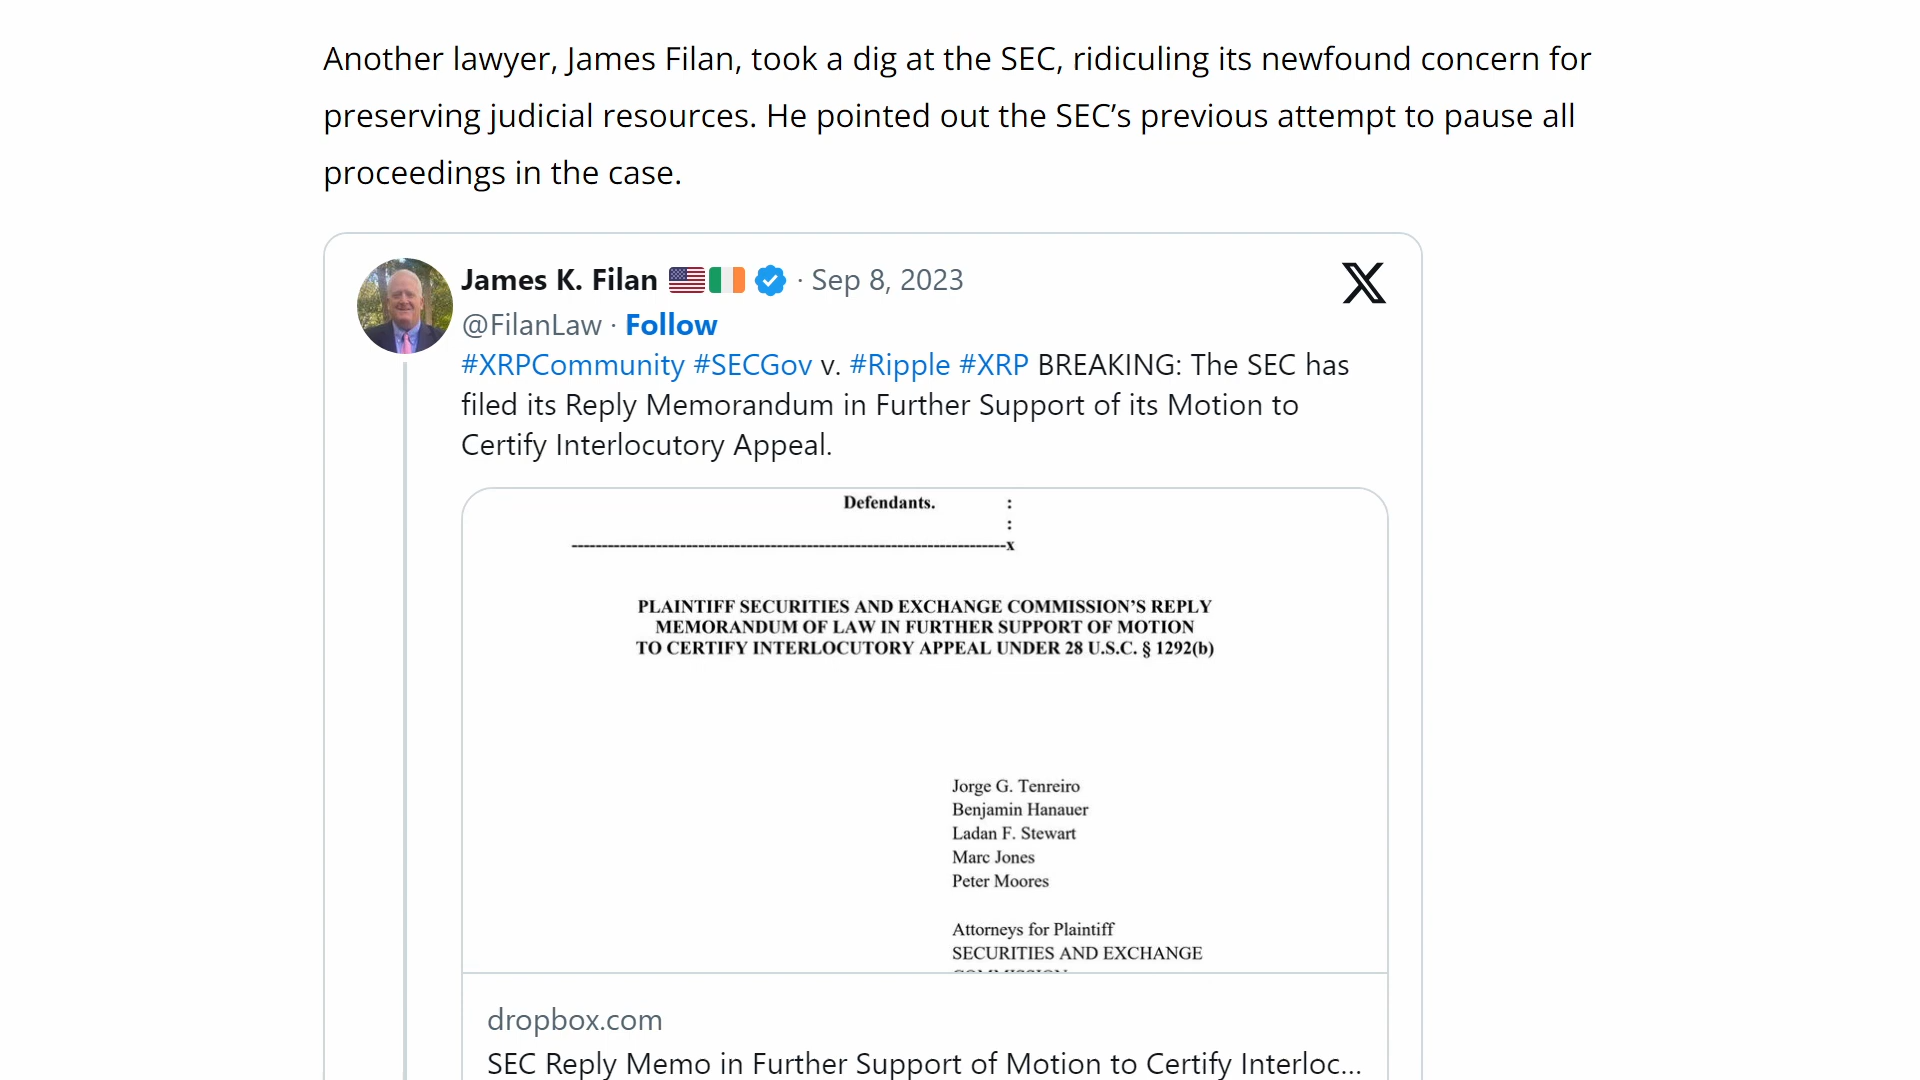 Another lawyer, James Filan, took a dig at the SEC, ridiculing its newfound concern for
preserving judicial resources. He pointed out the SEC’s previous attempt to pause all
proceedings in the case.
James K. Filan 🇺🇸🇮🇪 · Sep 8, 2023
@FilanLaw · Follow
#XRPCommunity #SECGov v. #Ripple #XRP BREAKING: The SEC has
filed its Reply Memorandum in Further Support of its Motion to
Certify Interlocutory Appeal.
Defendants. :
:
------------------------------------------------------------------------x
PLAINTIFF SECURITIES AND EXCHANGE COMMISSION’S REPLY
MEMORANDUM OF LAW IN FURTHER SUPPORT OF MOTION
TO CERTIFY INTERLOCUTORY APPEAL UNDER 28 U.S.C. § 1292(b)
Jorge G. Tenreiro
Benjamin Hanauer
Ladan F. Stewart
Marc Jones
Peter Moores
Attorneys for Plaintiff
SECURITIES AND EXCHANGE
dropbox.com
SEC Reply Memo in Further Support of Motion to Certify Interloc...